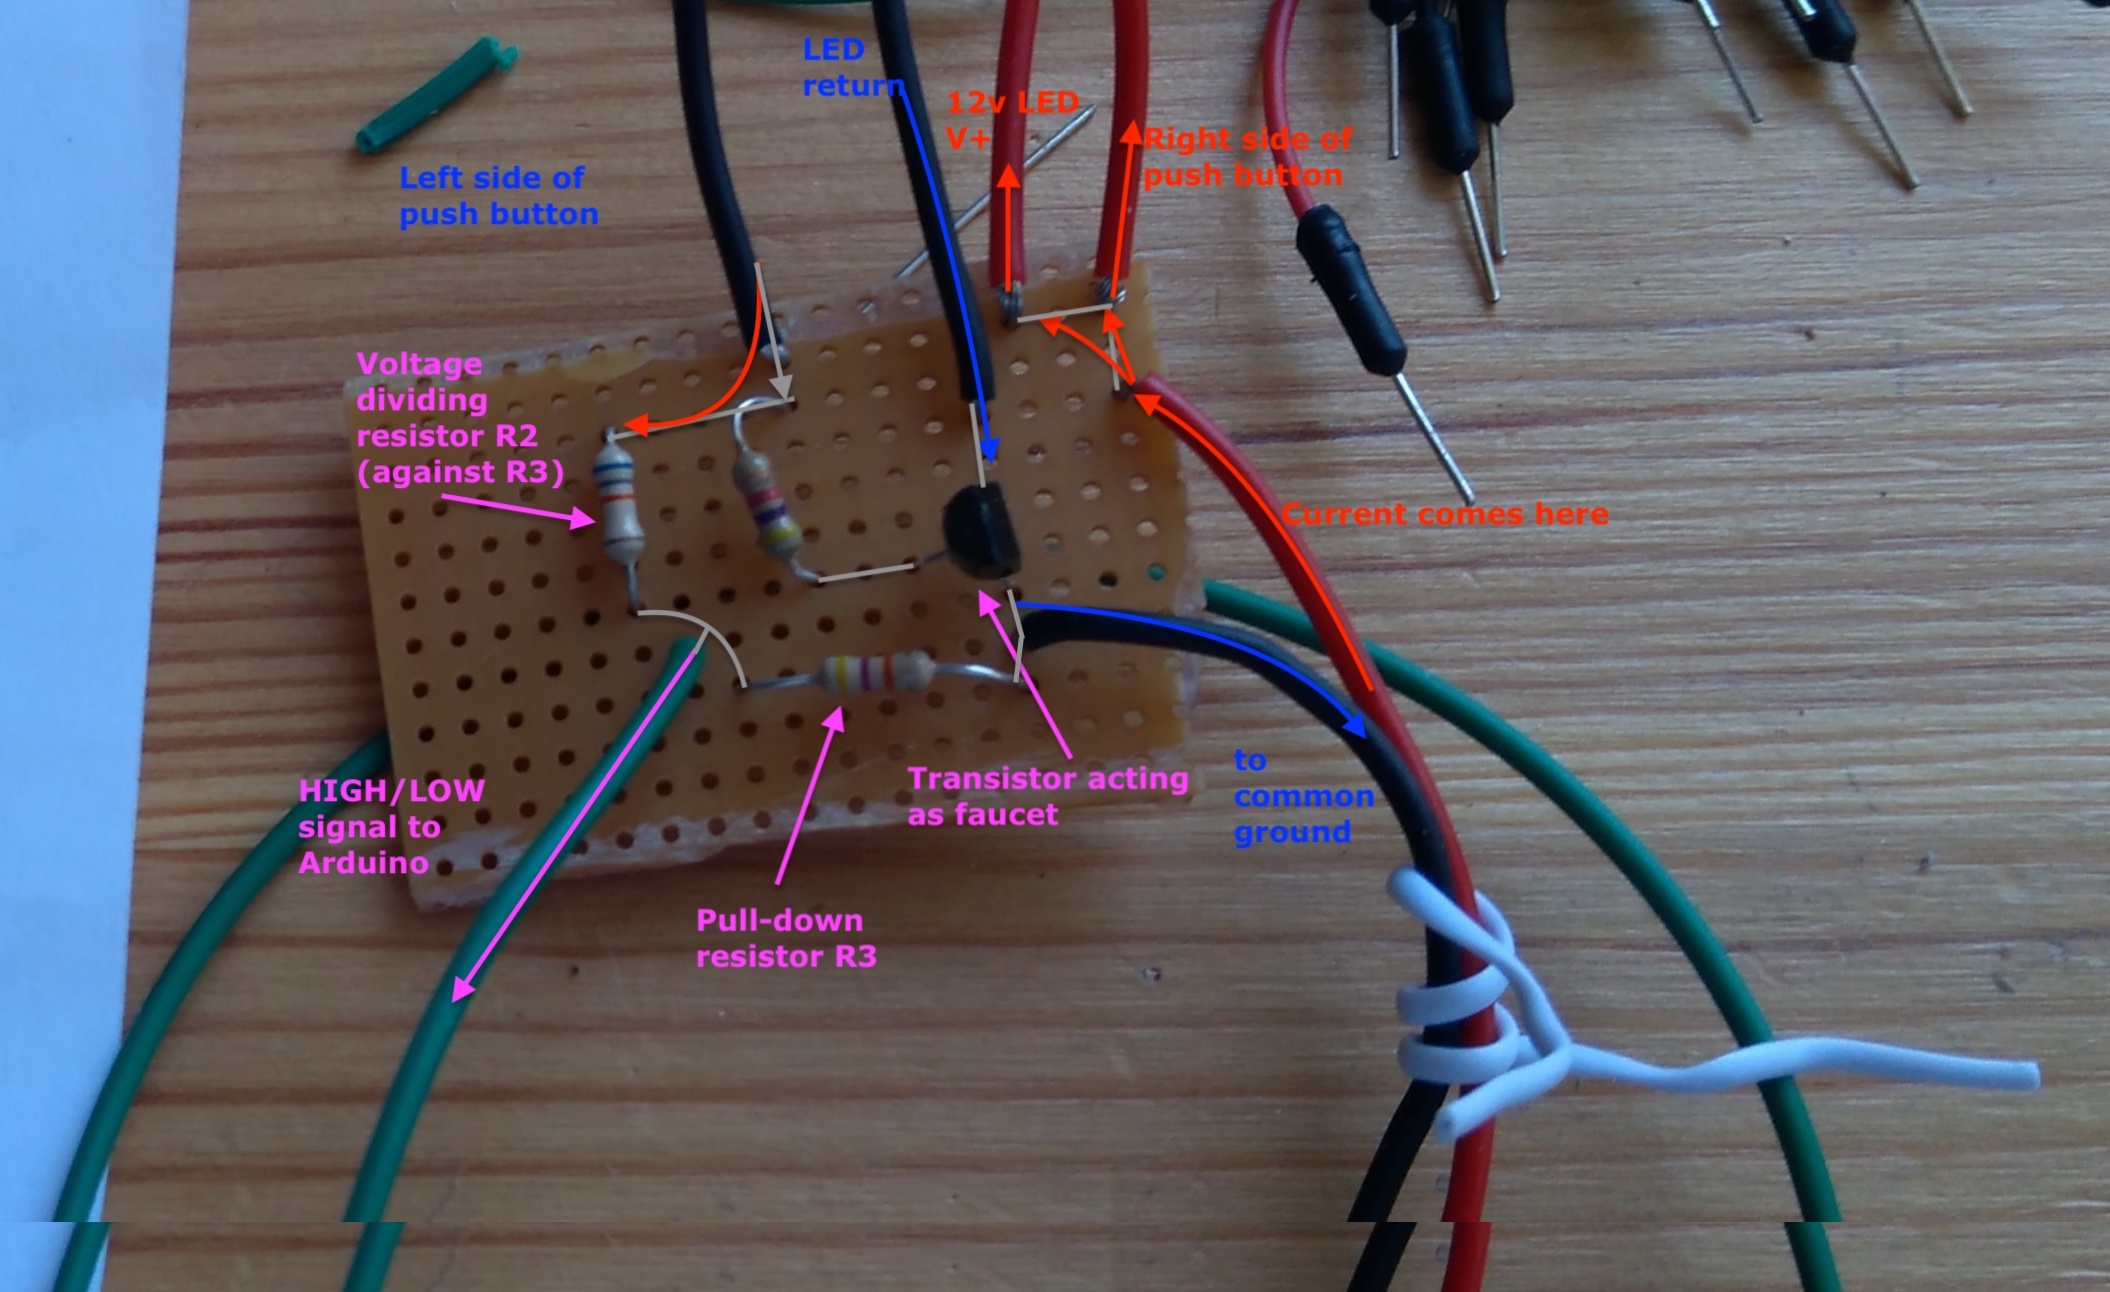 LED
return
12v LED
V+
Right side of
push button
Left side of
push button
Voltage
dividing
resistor R2
(against R3)
Current comes here
HIGH/LOW
signal to
Arduino
Transistor acting
as faucet
to
common
ground
Pull-down
resistor R3